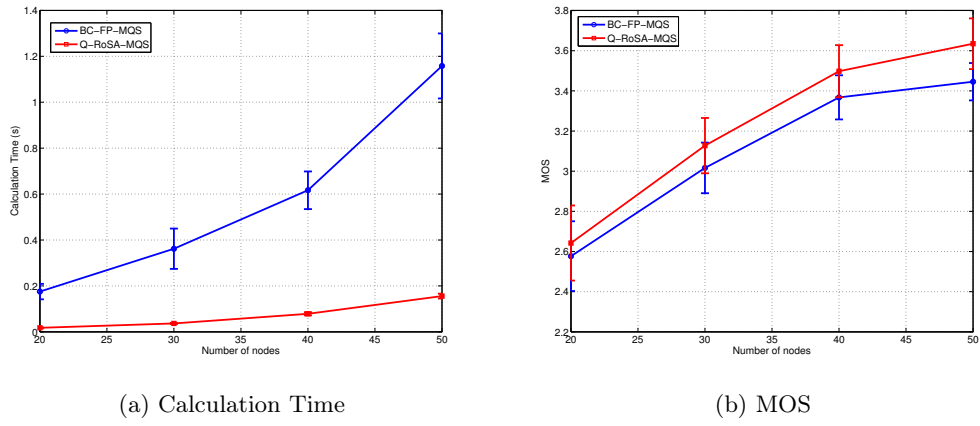 1.4
1.2
1
0.8
0.6
0.4
0.2
0
Calculation Time (s)
BC−FP−MQS
Q−RoSA−MQS
20 25 30 35 40 45 50
Number of nodes
(a) Calculation Time
3.8
3.6
3.4
3.2
3
2.8
2.6
2.4
2.2
MOS
BC−FP−MQS
Q−RoSA−MQS
20 25 30 35 40 45 50
Number of nodes
(b) MOS